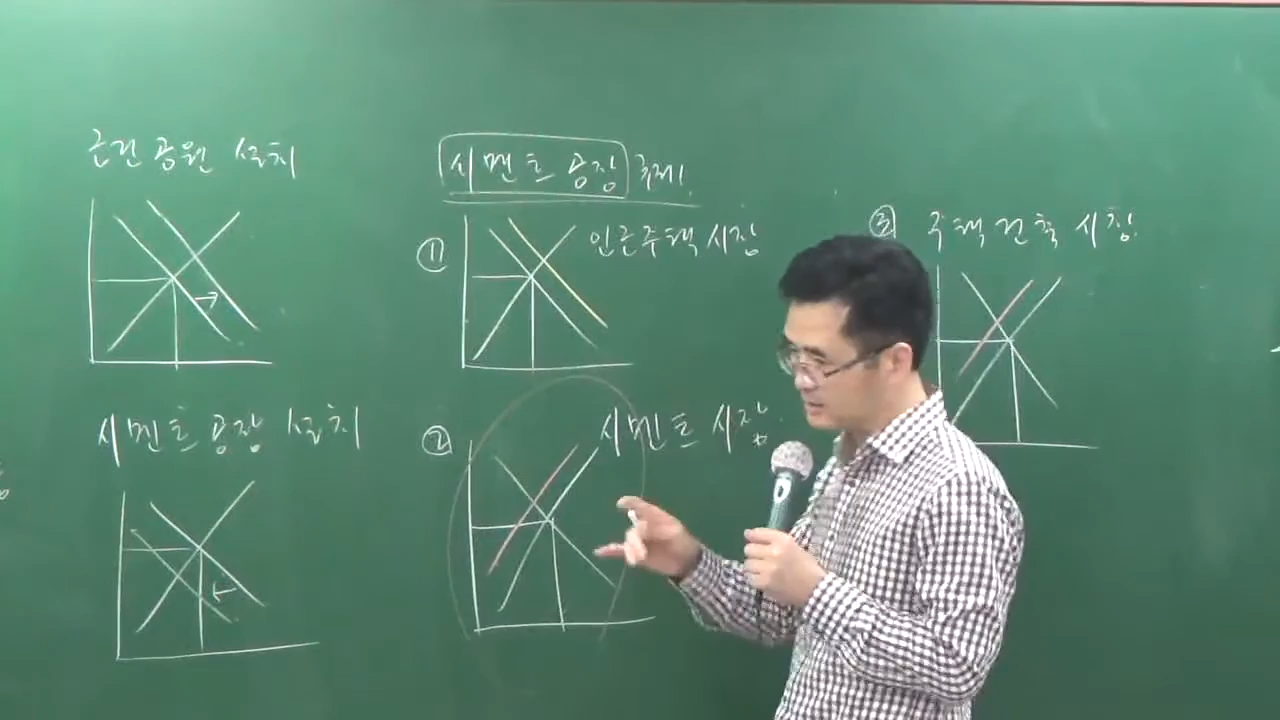 근린공원 설치
시멘트 공장 규제
① 인근주택시장
③ 주택건축시장
시멘트 공장 설치
② 시멘트 시장